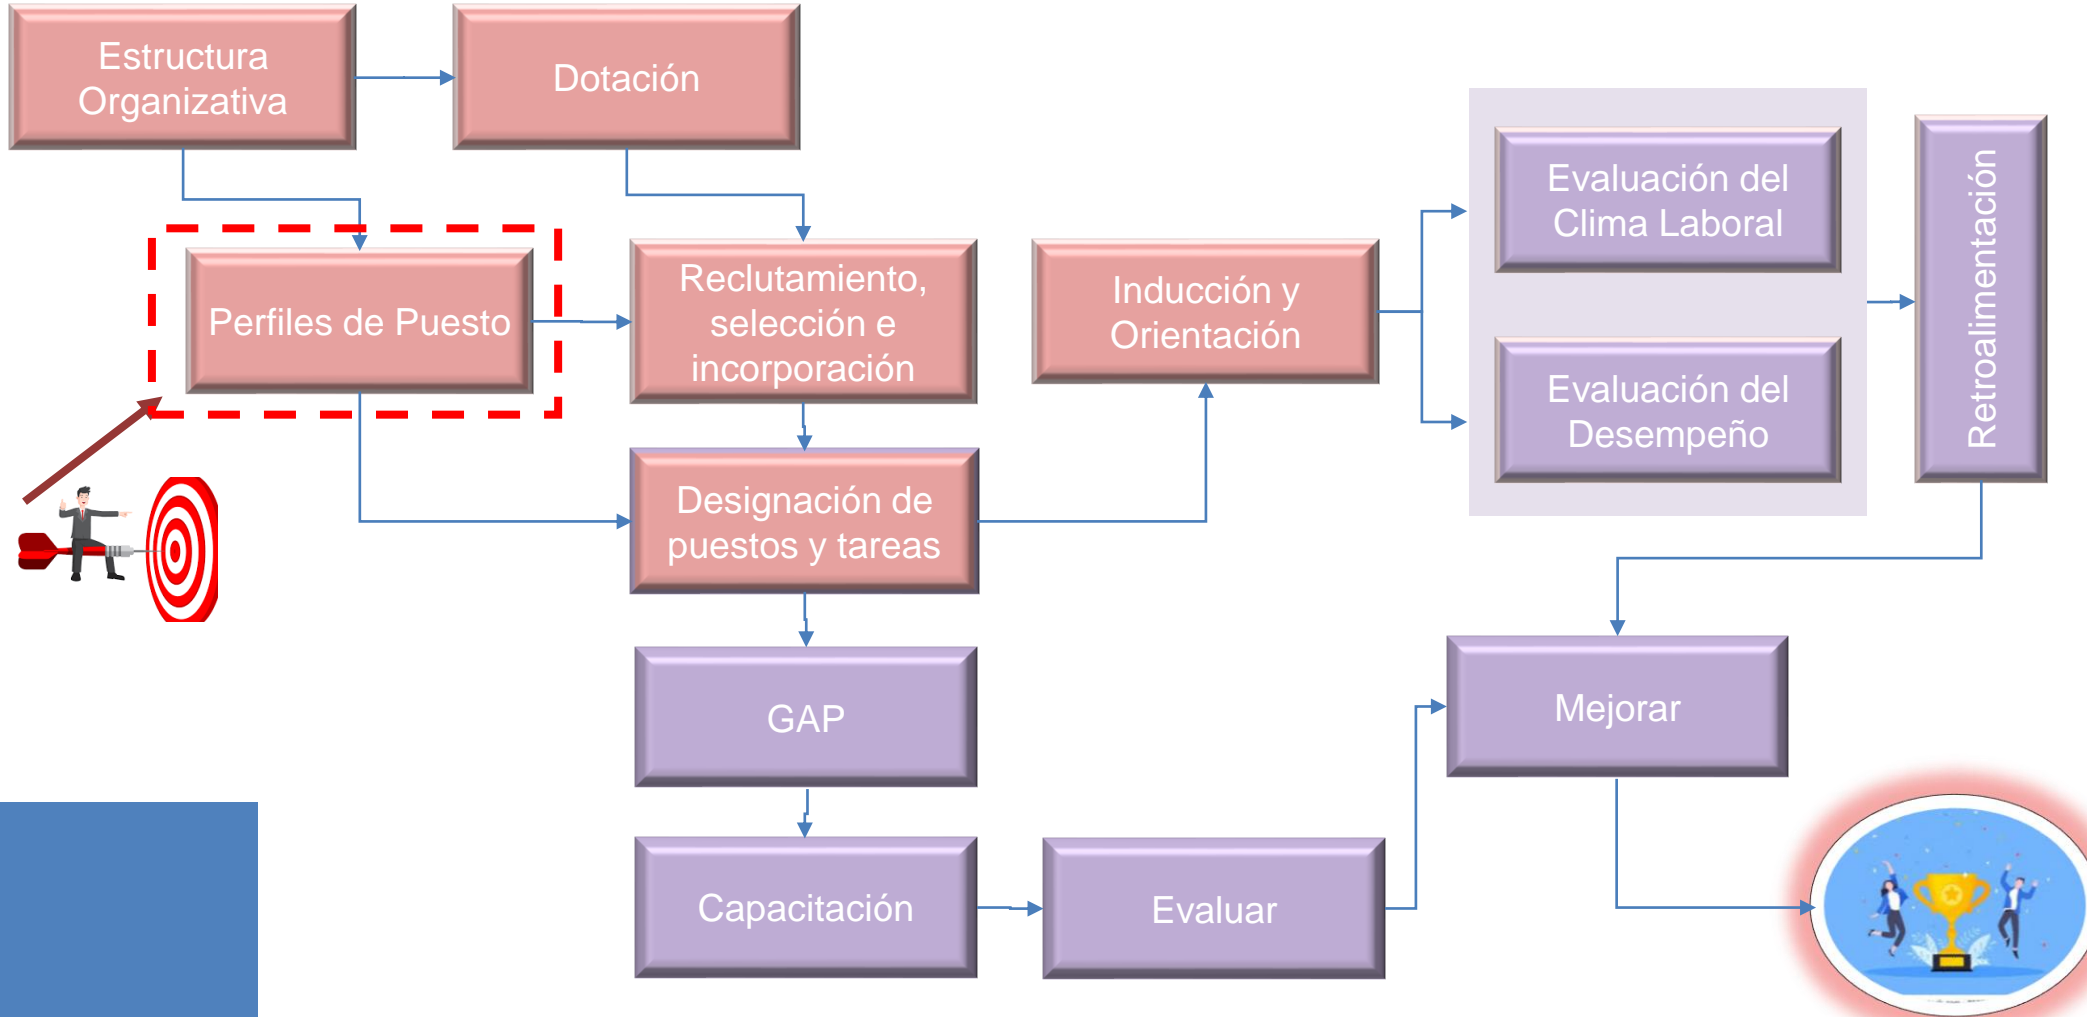 Estructura
Organizativa
Dotación
Perfiles de Puesto
Reclutamiento,
selección e
incorporación
Inducción y
Orientación
Evaluación del
Clima Laboral
Evaluación del
Desempeño
Retroalimentación
Designación de
puestos y tareas
GAP
Mejorar
Capacitación
Evaluar